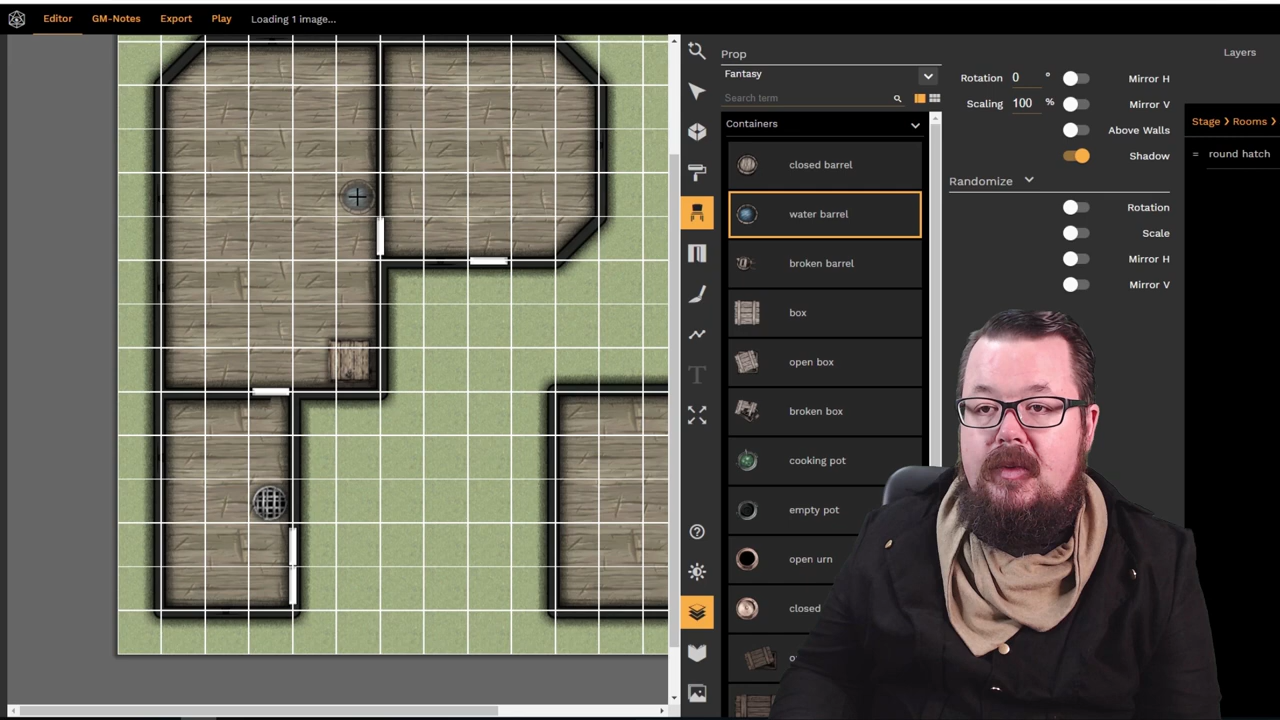 Editor GM-Notes Export Play Loading 1 image...
Prop
Layers
Fantasy
Rotation 0 °
Mirror H
Search term
Scaling 100 %
Mirror V
Containers
Above Walls
Stage Rooms
closed barrel
Shadow
= round hatch
Randomize
water barrel
Rotation
Scale
broken barrel
Mirror H
Mirror V
box
open box
broken box
cooking pot
empty pot
T
open urn
closed